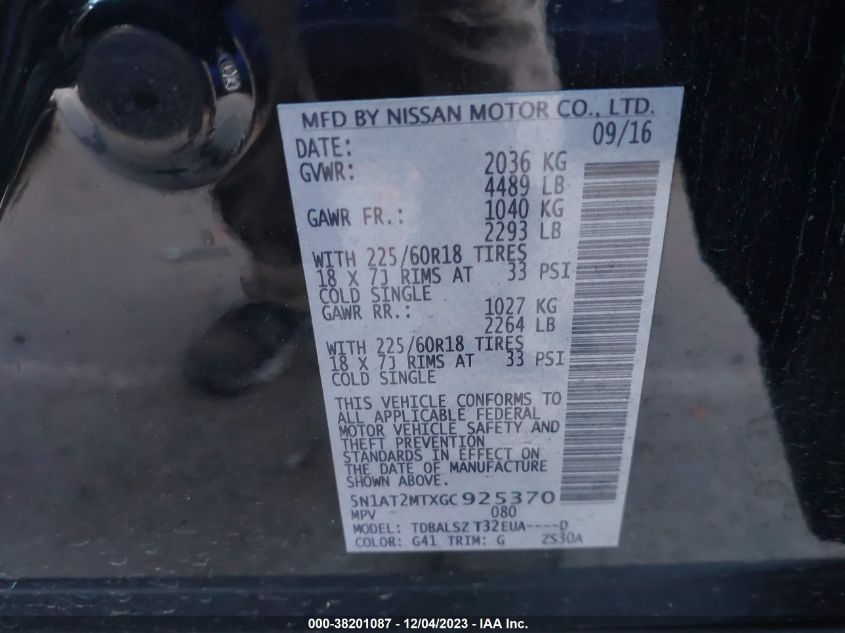 MFD BY NISSAN MOTOR CO., LTD.
DATE: 09/16
GVWR: 2036 KG
4489 LB
GAWR FR.: 1040 KG
2293 LB
WITH 225/60R18 TIRES
18 X 7J RIMS AT 33 PSI
COLD SINGLE
GAWR RR.: 1027 KG
2264 LB
WITH 225/60R18 TIRES
18 X 7J RIMS AT 33 PSI
COLD SINGLE
THIS VEHICLE CONFORMS TO
ALL APPLICABLE FEDERAL
MOTOR VEHICLE SAFETY AND
THEFT PREVENTION
STANDARDS IN EFFECT ON
THE DATE OF MANUFACTURE
SHOWN ABOVE.
5N1AT2MTXGC925370
MPV 080
MODEL: TDBALSZ T32EUA----D
COLOR: G41 TRIM: G ZS30A
000-38201087 - 12/04/2023 - IAA Inc.